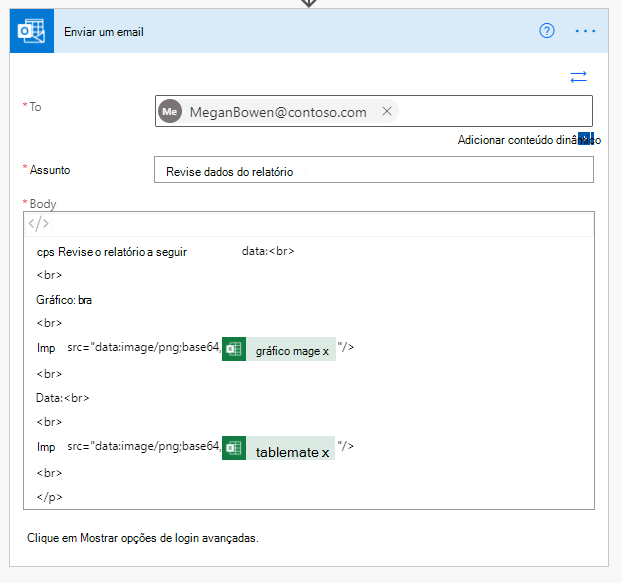 Enviar um email
?
* To
Me MeganBowen@contoso.com ×
Adicionar conteúdo dinâmico
* Assunto
Revise dados do relatório
* Body
</>
cps Revise o relatório a seguir data:<br>
<br>
Gráfico: bra
<br>
Imp src="data:image/png;base64, gráfico mage x "/>
<br>
Data:<br>
<br>
Imp src="data:image/png;base64, tablemate x "/>
<br>
</p>
Clique em Mostrar opções de login avançadas.